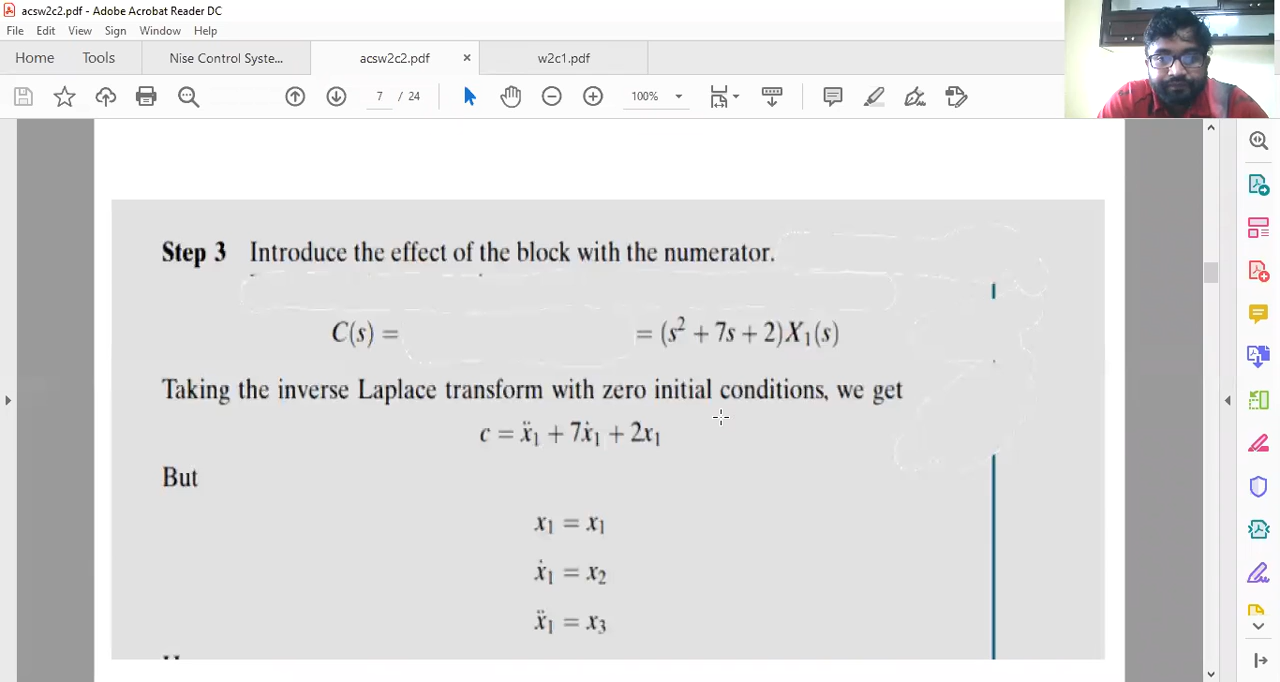 acsw2c2.pdf - Adobe Acrobat Reader DC
File Edit View Sign Window Help
Home Tools Nise Control Syste... acsw2c2.pdf × w2c1.pdf
7 / 24 100%
Step 3 Introduce the effect of the block with the numerator.
C(s) = = (s² + 7s + 2)X₁(s)
Taking the inverse Laplace transform with zero initial conditions, we get
c = ẍ₁ + 7ẋ₁ + 2x₁
But
x₁ = x₁
ẋ₁ = x₂
ẍ₁ = x₃